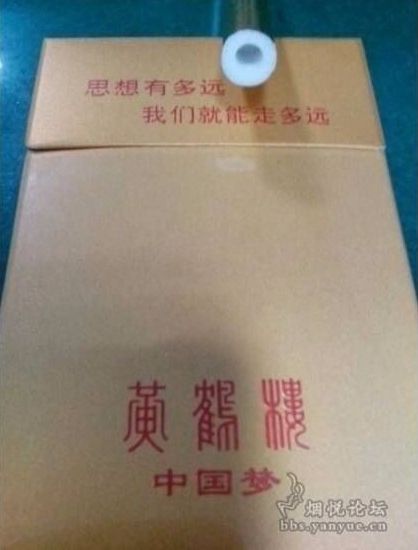 思想有多远
我们就能走多远
黄鹤楼
中国梦
烟悦论坛
bbs.yanyue.cn